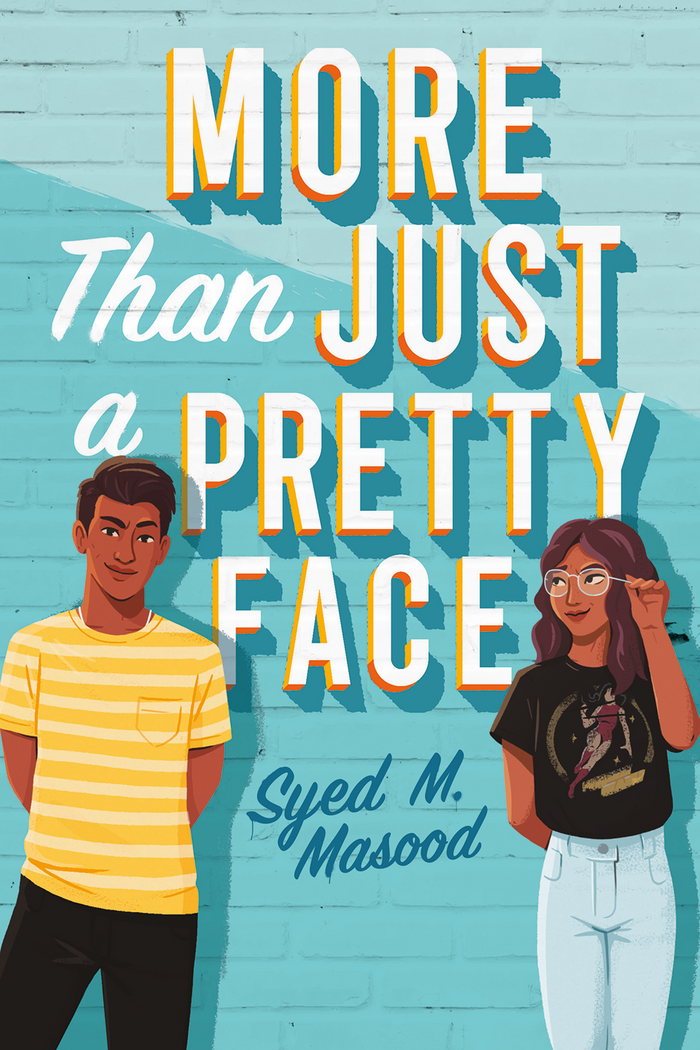 MORE
Than JUST
a PRETTY
FACE
Syed M.
Masood